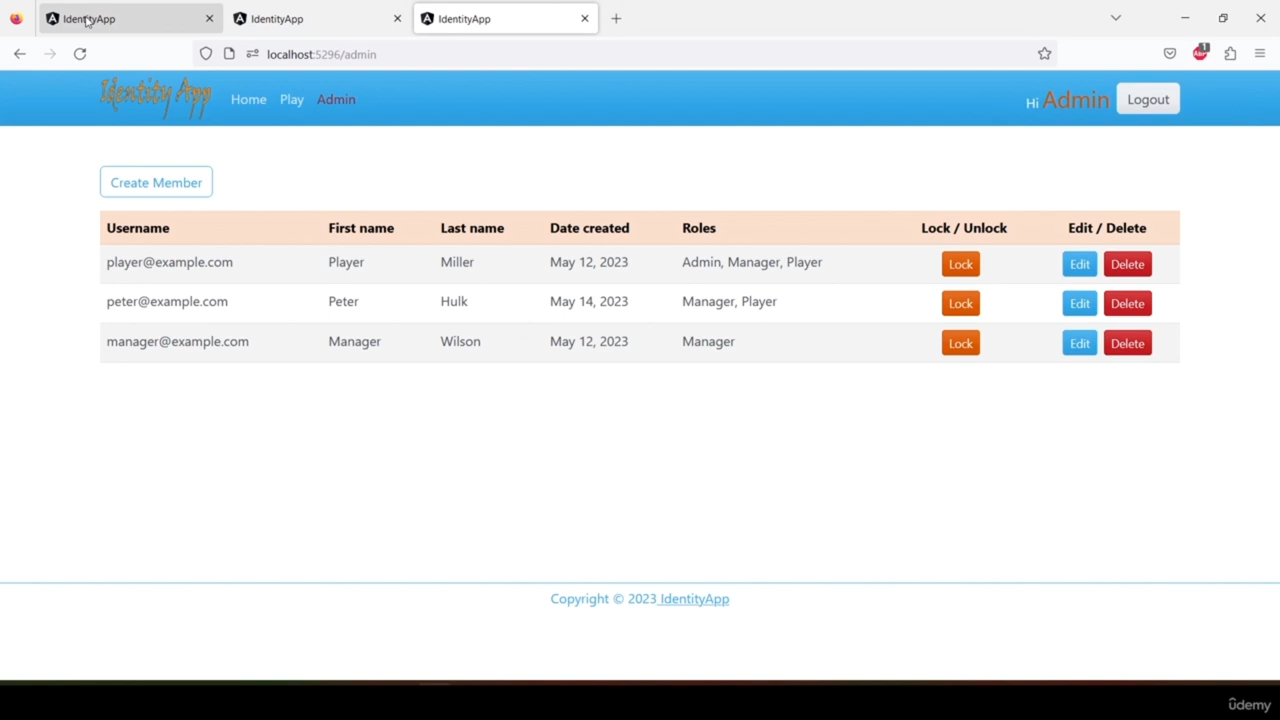 IdentityApp IdentityApp IdentityApp
localhost:5296/admin
Identity App Home Play Admin Hi Admin Logout
Create Member
Username First name Last name Date created Roles Lock / Unlock Edit / Delete
player@example.com Player Miller May 12, 2023 Admin, Manager, Player Lock Edit Delete
peter@example.com Peter Hulk May 14, 2023 Manager, Player Lock Edit Delete
manager@example.com Manager Wilson May 12, 2023 Manager Lock Edit Delete
Copyright © 2023 IdentityApp
ûdemy